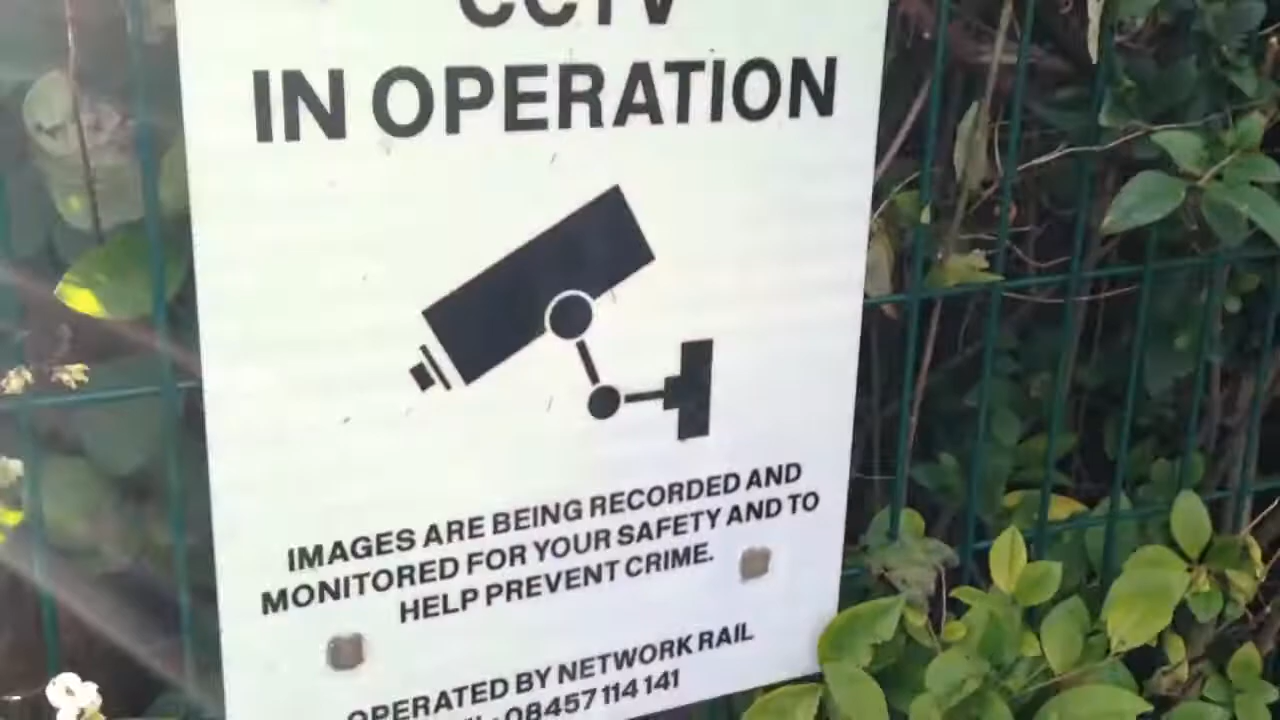 CCTV
IN OPERATION
IMAGES ARE BEING RECORDED AND
MONITORED FOR YOUR SAFETY AND TO
HELP PREVENT CRIME.
OPERATED BY NETWORK RAIL
08457 114 141